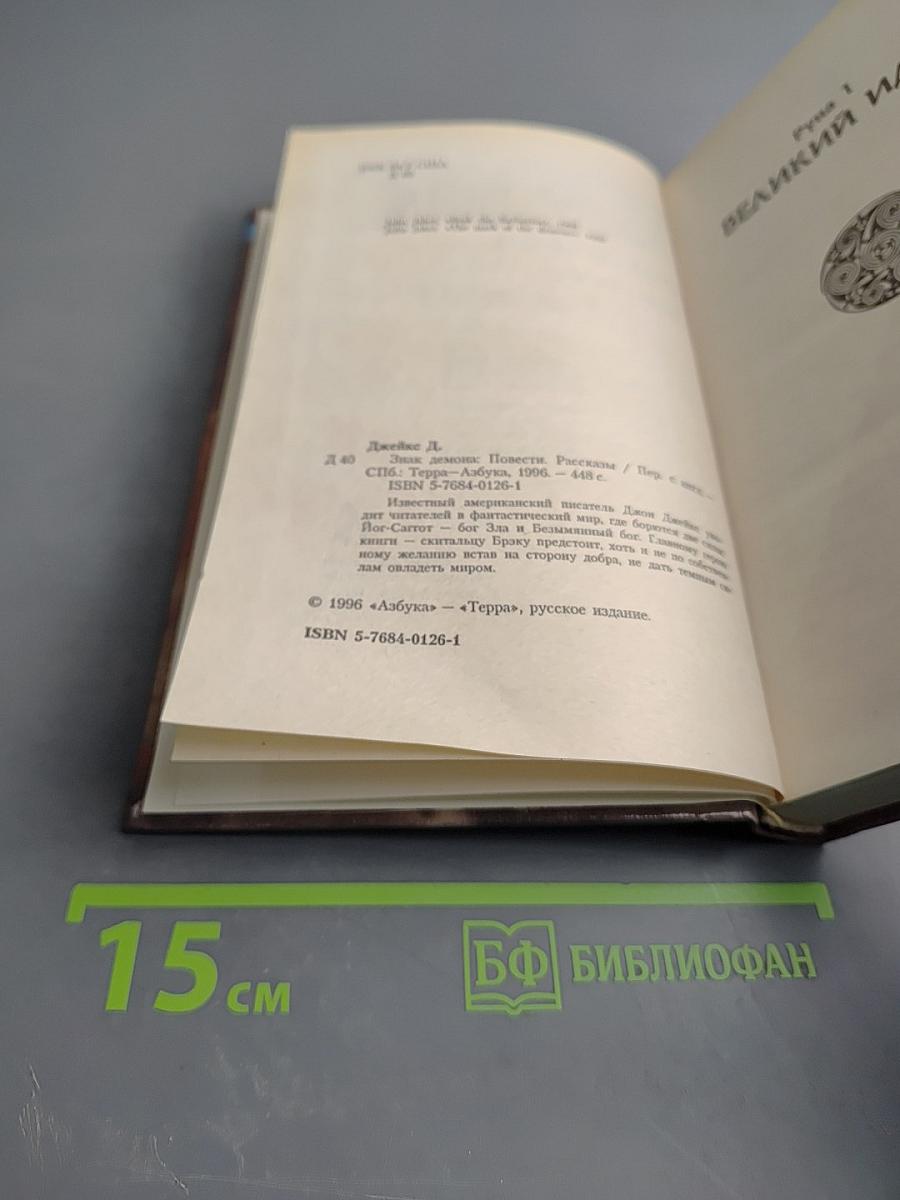 Джейкс Д.
Д 40 Знак демона: Повести. Рассказы / Пер. с англ. —
СПб.: Терра—Азбука, 1996. — 448 с.
ISBN 5-7684-0126-1
Известный американский писатель Джон Джейкс уво-
дит читателей в фантастический мир, где борются две силы:
Йог-Саггот — бог Зла и Безымянный бог. Главному герою
книги — скитальцу Брэку предстоит, хоть и не по собствен-
ному желанию встав на сторону добра, не дать темным си-
лам овладеть миром.
© 1996 «Азбука» — «Терра», русское издание.
ISBN 5-7684-0126-1
Руна 1
ВЕЛИКИЙ
15 см
БФ БИБЛИОФАН